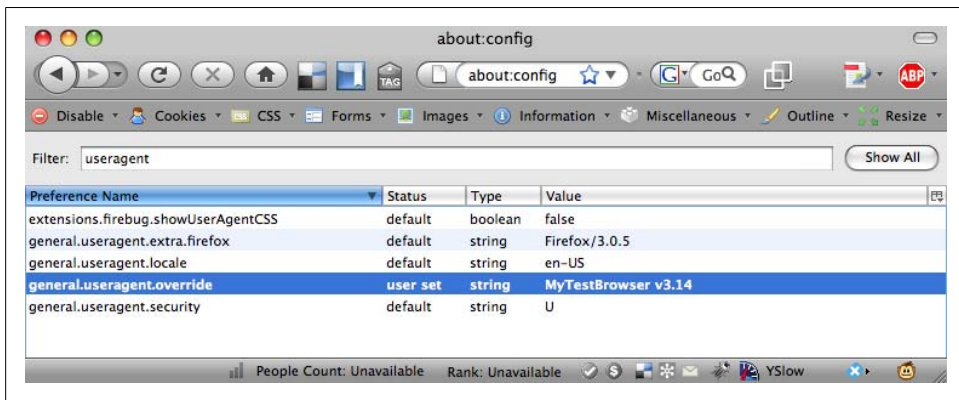 about:config
TAG about:config G GoQ ABP
Disable Cookies CSS Forms Images Information Miscellaneous Outline Resize
Filter: useragent Show All
Preference Name Status Type Value
extensions.firebug.showUserAgentCSS default boolean false
general.useragent.extra.firefox default string Firefox/3.0.5
general.useragent.locale default string en-US
general.useragent.override user set string MyTestBrowser v3.14
general.useragent.security default string U
People Count: Unavailable Rank: Unavailable YSlow